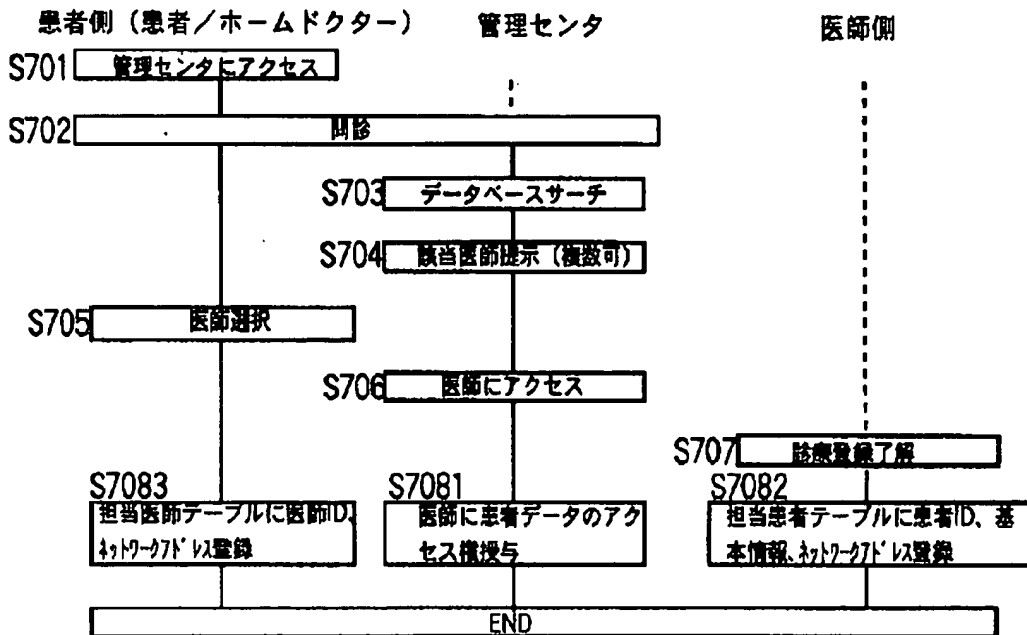 患者側（患者／ホームドクター）
管理センタ
医師側
S701
管理センタにアクセス
S702
問診
S703
データベースサーチ
S704
該当医師提示（複数可）
S705
医師選択
S706
医師にアクセス
S707
診療登録了解
S7083
担当医師テーブルに医師ID、
ネットワークアドレス登録
S7081
医師に患者データのアク
セス権授与
S7082
担当患者テーブルに患者ID、基
本情報、ネットワークアドレス登録
END